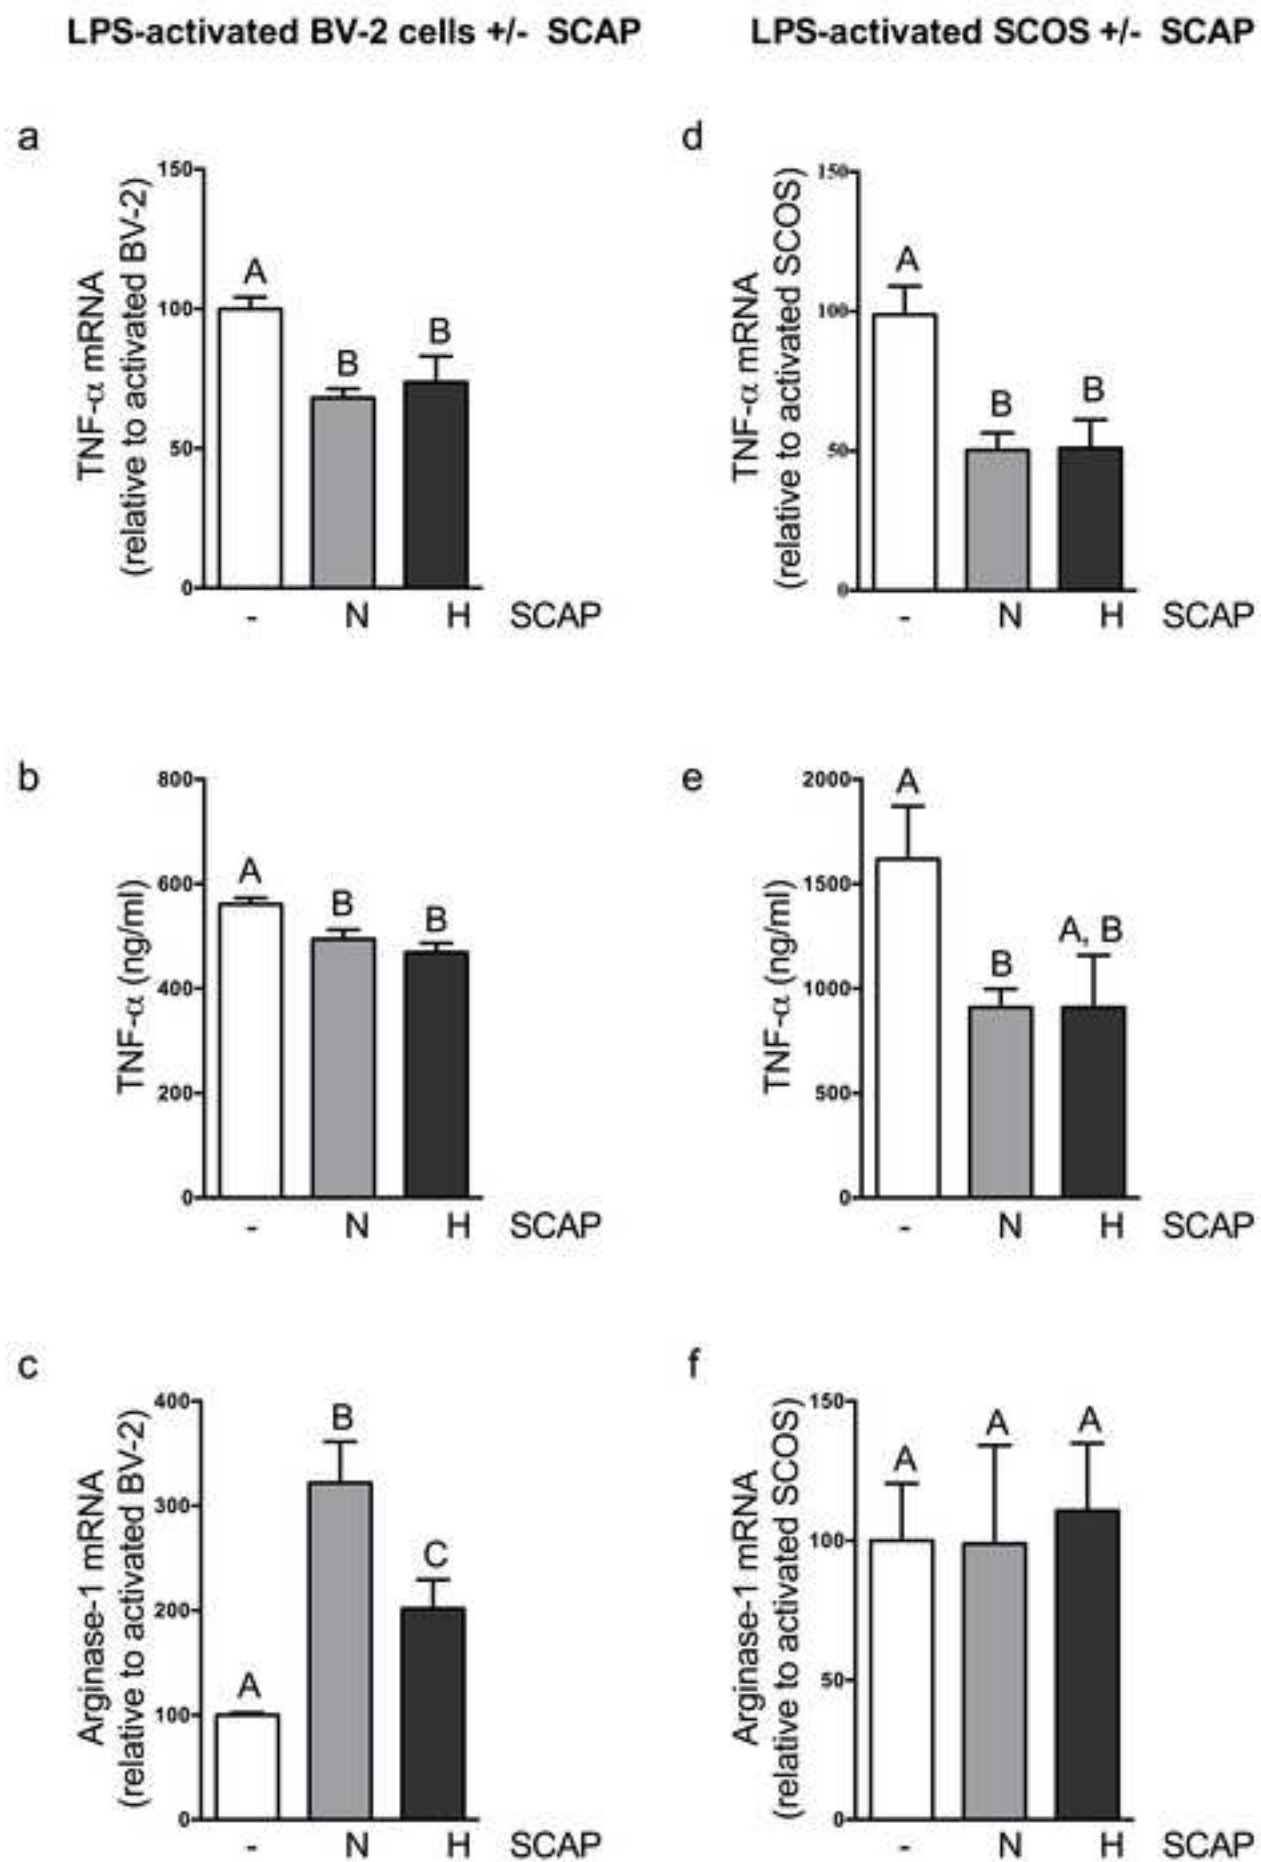 LPS-activated BV-2 cells +/- SCAP
LPS-activated SCOS +/- SCAP
a
TNF-α mRNA
(relative to activated BV-2)
150
100
50
0
A
B
B
- N H SCAP
d
TNF-α mRNA
(relative to activated SCOS)
150
100
50
0
A
B
B
- N H SCAP
b
TNF-α (ng/ml)
800
600
400
200
0
A
B
B
- N H SCAP
e
TNF-α (ng/ml)
2000
1500
1000
500
0
A
B
A, B
- N H SCAP
c
Arginase-1 mRNA
(relative to activated BV-2)
400
300
200
100
0
A
B
C
- N H SCAP
f
Arginase-1 mRNA
(relative to activated SCOS)
150
100
50
0
A
A
A
- N H SCAP